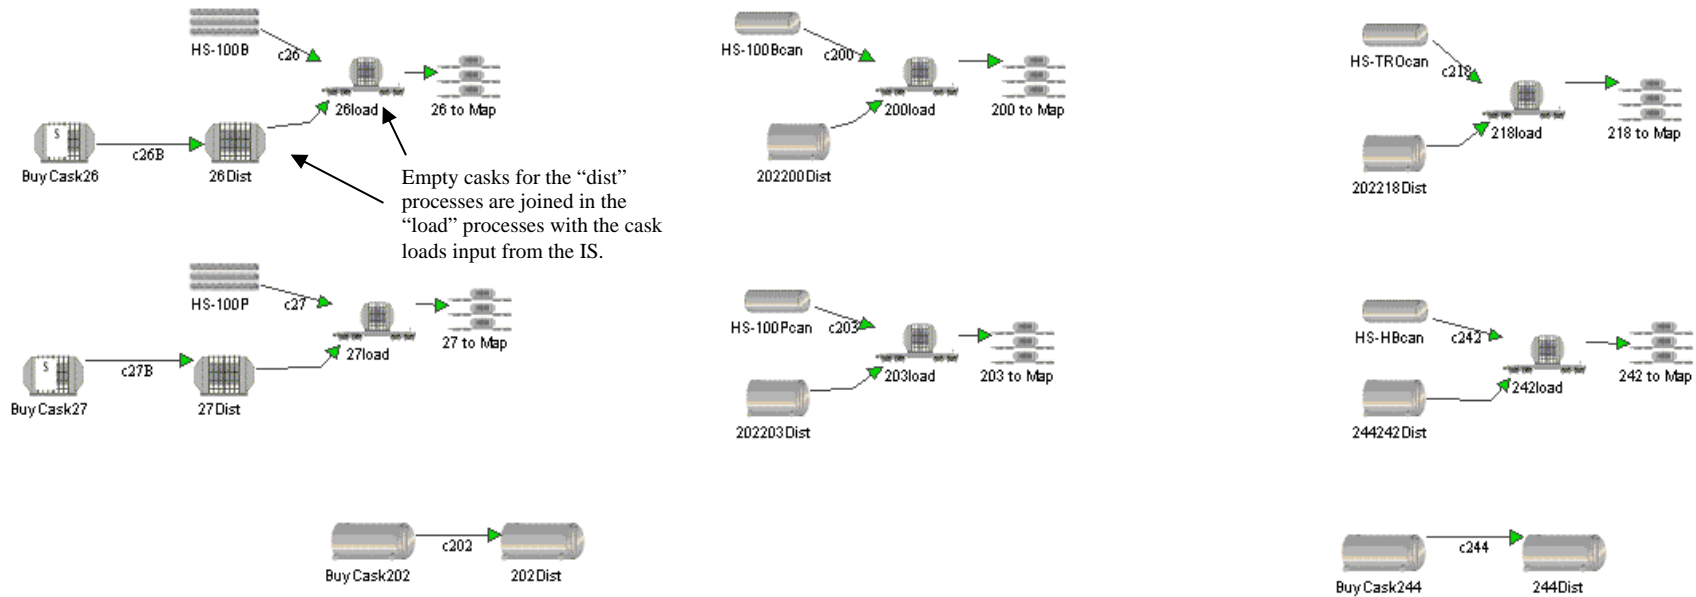 HS-100B
c26
26load
26 to Map
S
Buy Cask26
c26B
26Dist
Empty casks for the “dist”
processes are joined in the
“load” processes with the cask
loads input from the IS.
HS-100P
c27
27load
27 to Map
S
Buy Cask27
c27B
27Dist
HS-100Bcan
c200
200load
200 to Map
202200Dist
HS-100Pcan
c203
203load
203 to Map
202203Dist
HS-TROcan
c218
218load
218 to Map
202218Dist
HS-HBcan
c242
242load
242 to Map
244242Dist
Buy Cask202
c202
202Dist
Buy Cask244
c244
244Dist